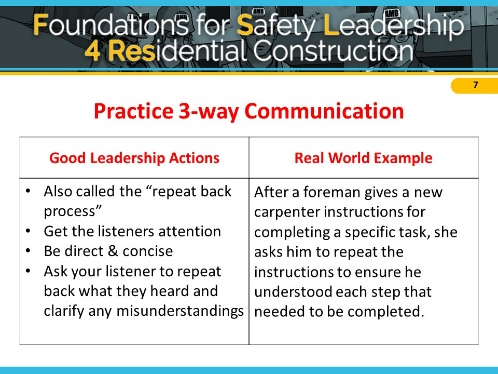 Foundations for Safety Leadership
4 Residential Construction
7
Practice 3-way Communication
Good Leadership Actions
Real World Example
• Also called the “repeat back
process”
• Get the listeners attention
• Be direct & concise
• Ask your listener to repeat
back what they heard and
clarify any misunderstandings
After a foreman gives a new
carpenter instructions for
completing a specific task, she
asks him to repeat the
instructions to ensure he
understood each step that
needed to be completed.